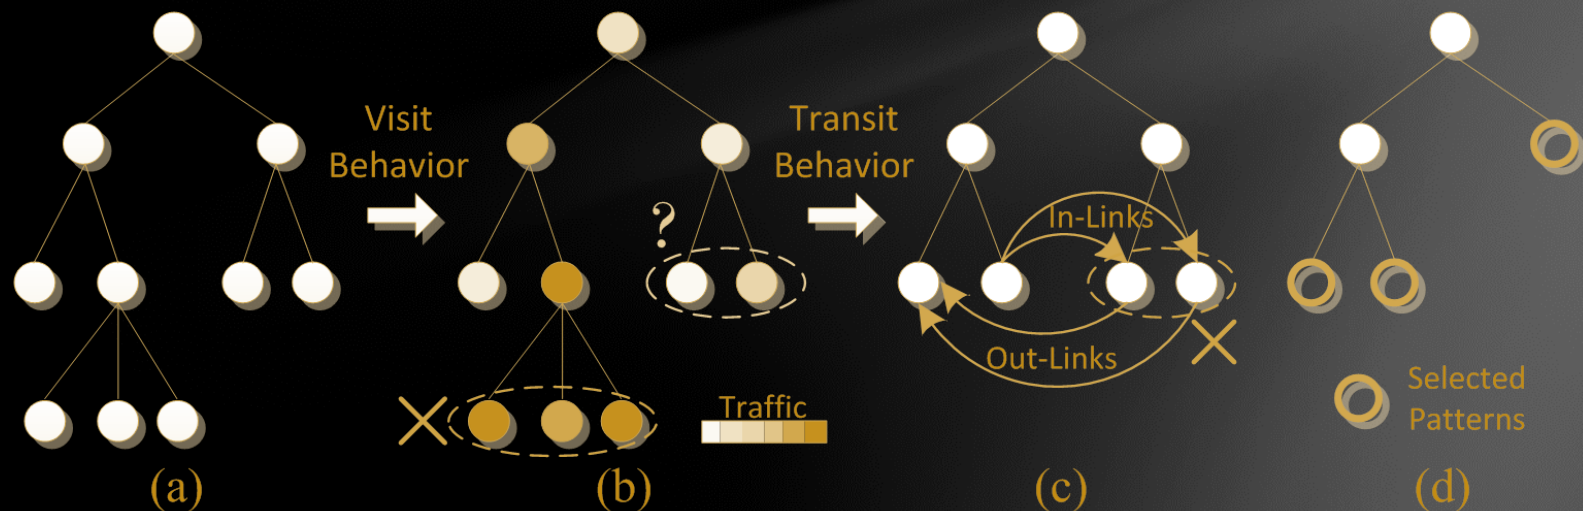 Visit
Behavior
Transit
Behavior
?
In-Links
Out-Links
Traffic
Selected
Patterns
(a)
(b)
(c)
(d)